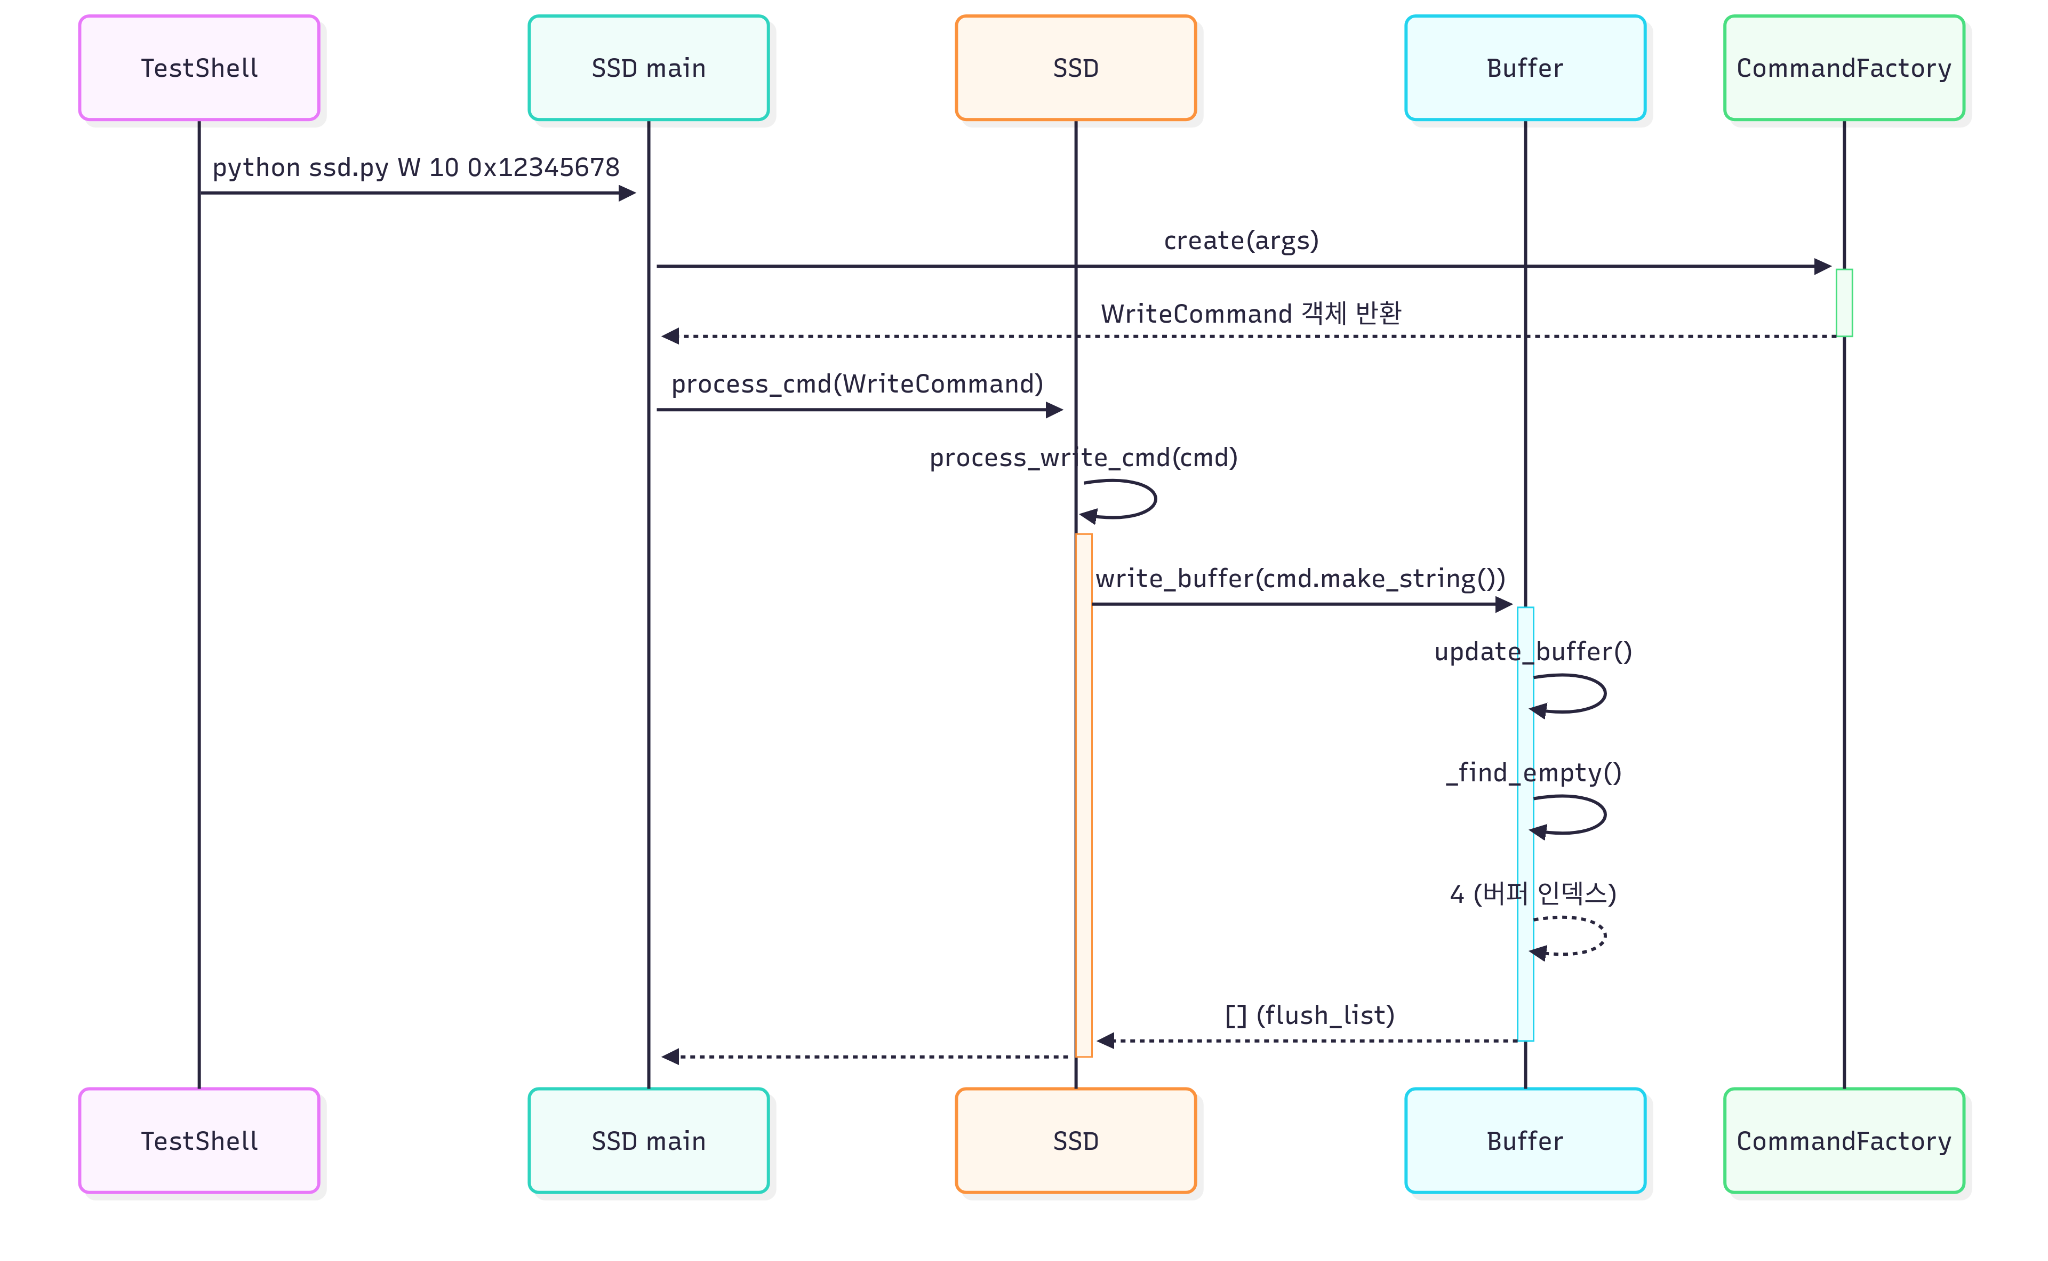 TestShell
SSD main
SSD
Buffer
CommandFactory
python ssd.py W 10 0x12345678
create(args)
WriteCommand 객체 반환
process_cmd(WriteCommand)
process_write_cmd(cmd)
write_buffer(cmd.make_string())
update_buffer()
_find_empty()
4 (버퍼 인덱스)
[] (flush_list)
TestShell
SSD main
SSD
Buffer
CommandFactory